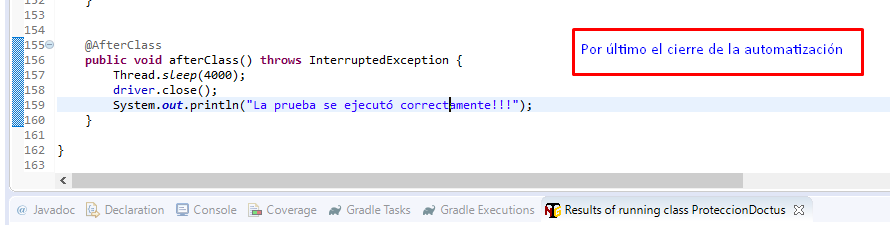 152 }
153
154
155 @AfterClass
156 public void afterClass() throws InterruptedException {
157 Thread.sleep(4000);
158 driver.close();
159 System.out.println("La prueba se ejecutó correctamente!!!");
160 }
161
162 }
163
Por último el cierre de la automatización
@ Javadoc Declaration Console Coverage Gradle Tasks Gradle Executions Results of running class ProteccionDoctus